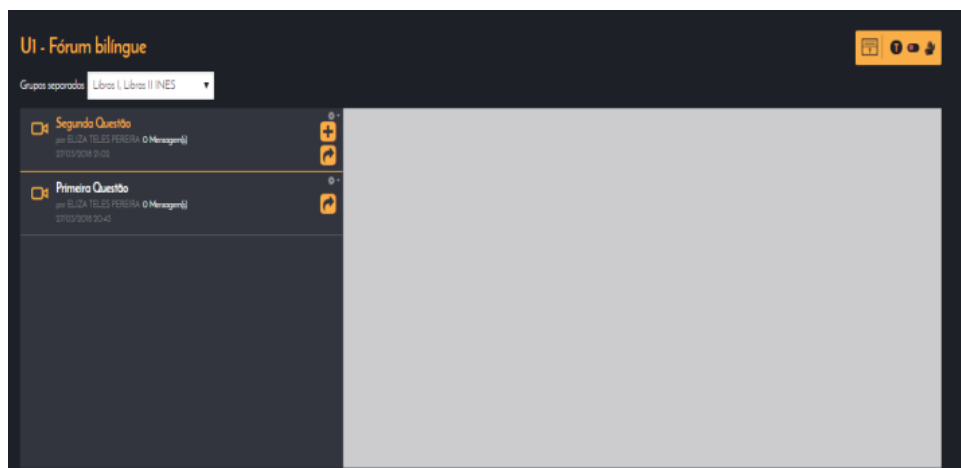 U1 - Fórum bilíngue
Grupos separados Libras I, Libras II INES
Segunda Questão
por ELIZA TELES PEREIRA 0 Mensagem(s)
27/03/2018 21:02
Primeira Questão
por ELIZA TELES PEREIRA 0 Mensagem(s)
27/03/2018 20:43